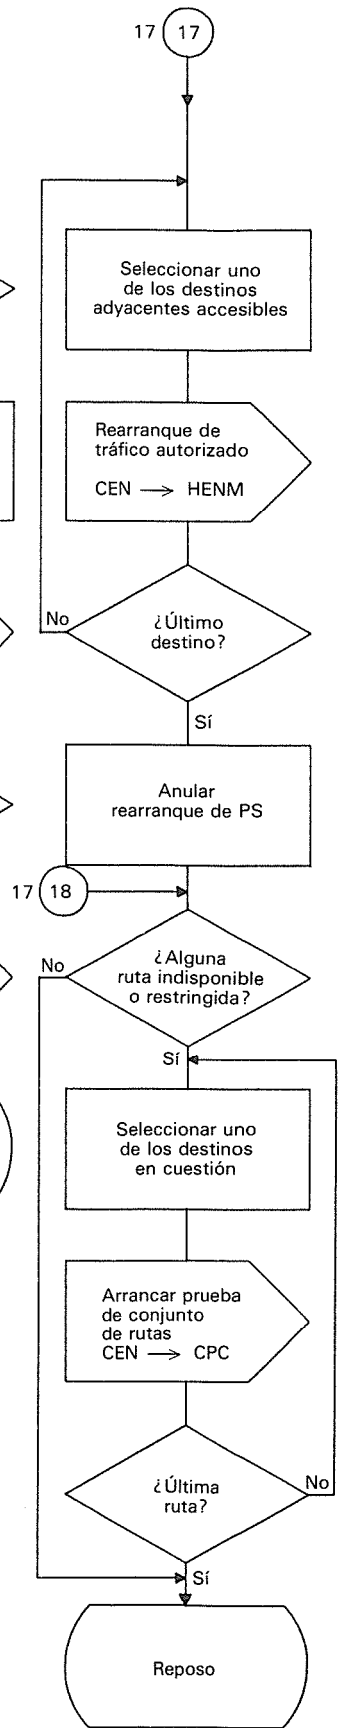 17 17
Seleccionar uno
de los destinos
adyacentes accesibles
Rearranque de
tráfico autorizado
CEN → HENM
¿Último
destino?
No
Sí
Anular
rearranque de PS
17 18
¿Alguna
ruta indisponible
o restringida?
No
Sí
Seleccionar uno
de los destinos
en cuestión
Arrancar prueba
de conjunto
de rutas
CEN → CPC
¿Última
ruta?
No
Sí
Reposo